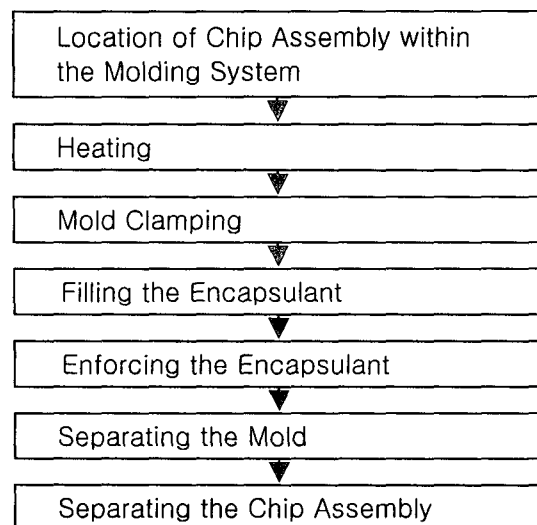 Location of Chip Assembly within
the Molding System
Heating
Mold Clamping
Filling the Encapsulant
Enforcing the Encapsulant
Separating the Mold
Separating the Chip Assembly